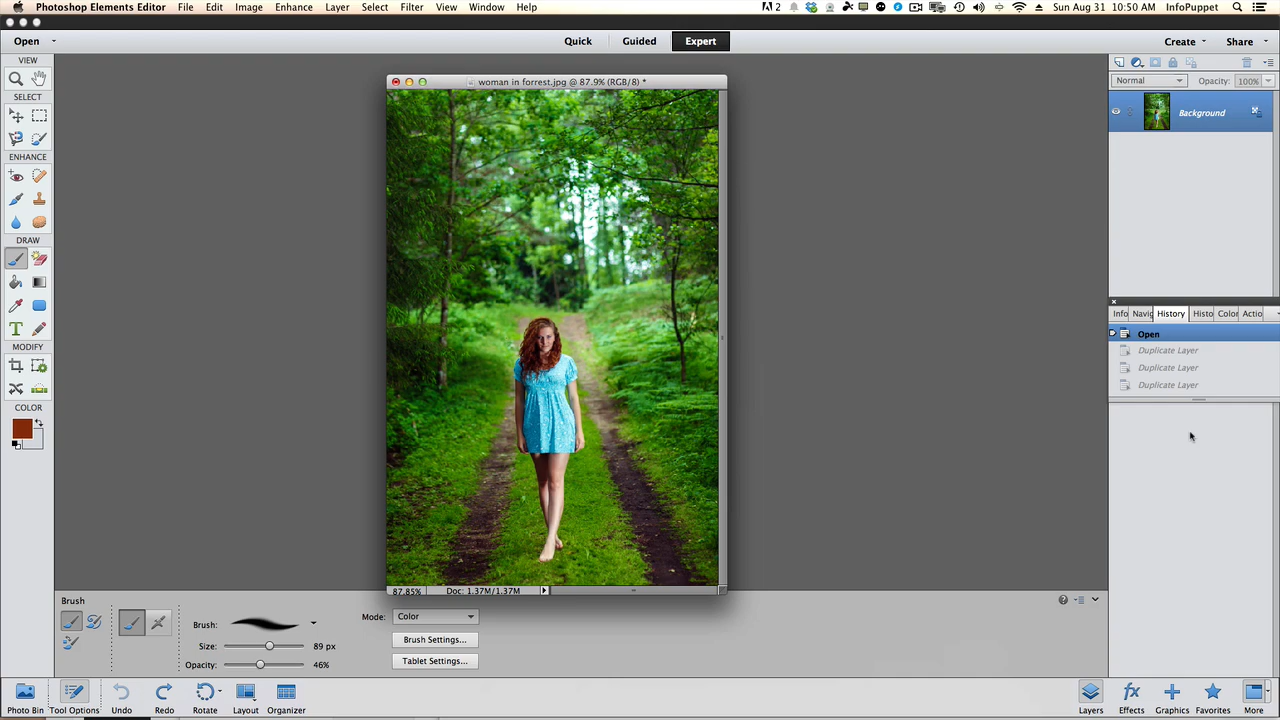 Photoshop Elements Editor File Edit Image Enhance Layer Select Filter View Window Help 2 Sun Aug 31 10:50 AM InfoPuppet
Open Quick Guided Expert Create Share
VIEW
SELECT
ENHANCE
DRAW
MODIFY
COLOR
woman in forrest.jpg @ 87.9% (RGB/8) *
87.85% Doc: 1.37M/1.37M
Normal Opacity: 100%
Background
Info Navig History Histo Color Actio
Open
Duplicate Layer
Duplicate Layer
Duplicate Layer
Brush
Brush: Mode: Color
Size: 89 px Brush Settings...
Opacity: 46% Tablet Settings...
Photo Bin Tool Options Undo Redo Rotate Layout Organizer Layers Effects Graphics Favorites More